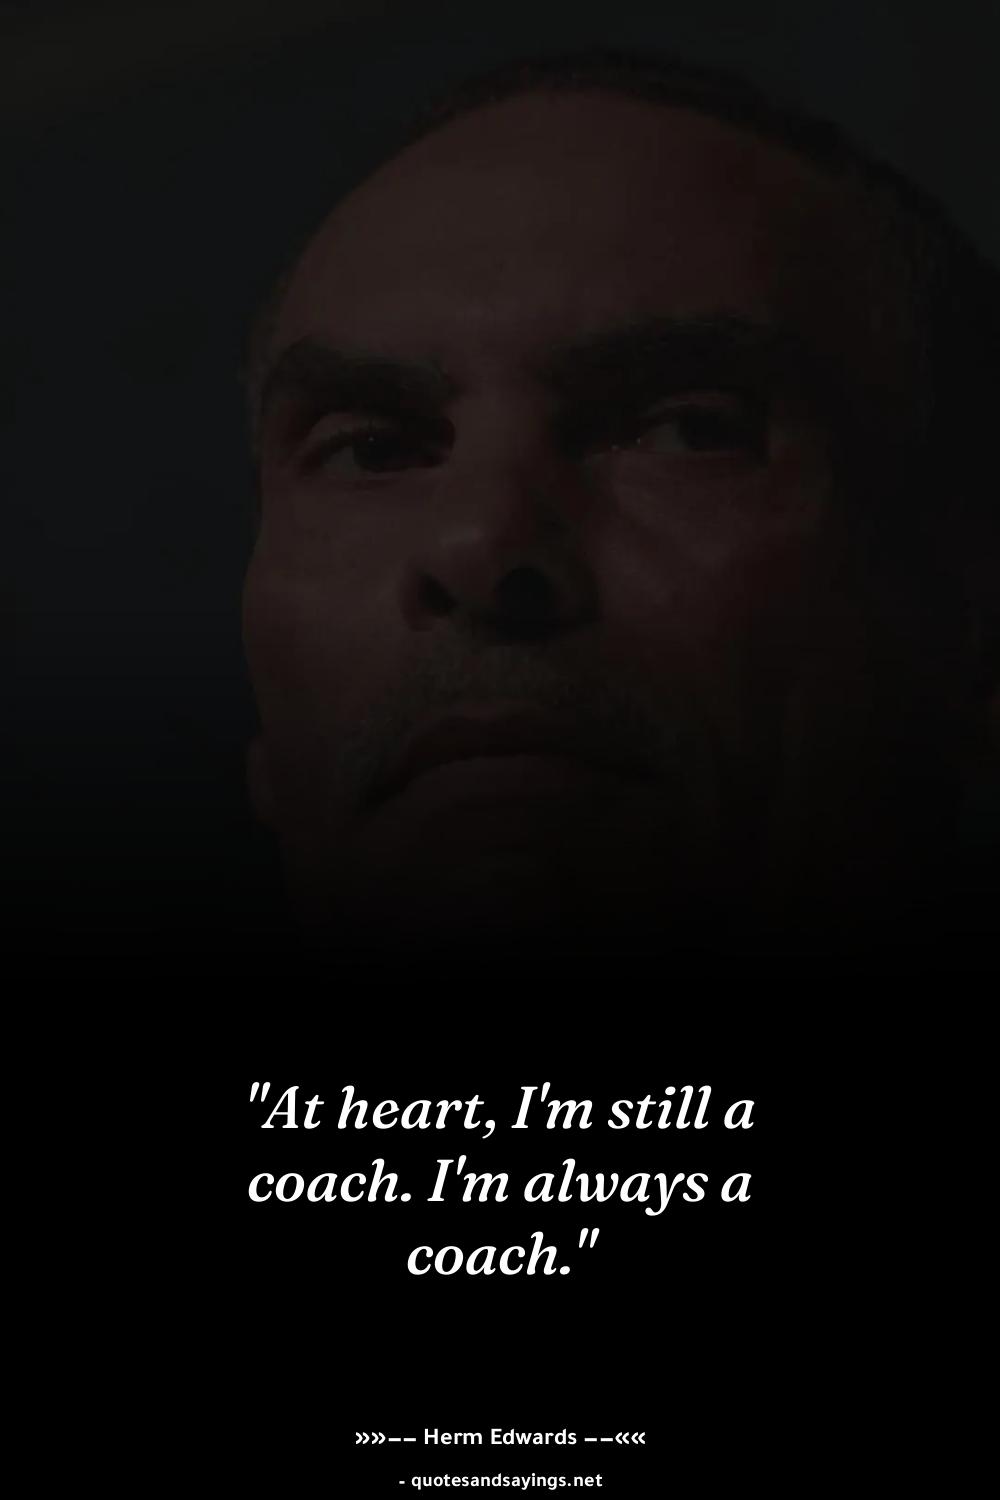 "At heart, I'm still a
coach. I'm always a
coach."
»»−− Herm Edwards −−««
- quotesandsayings.net